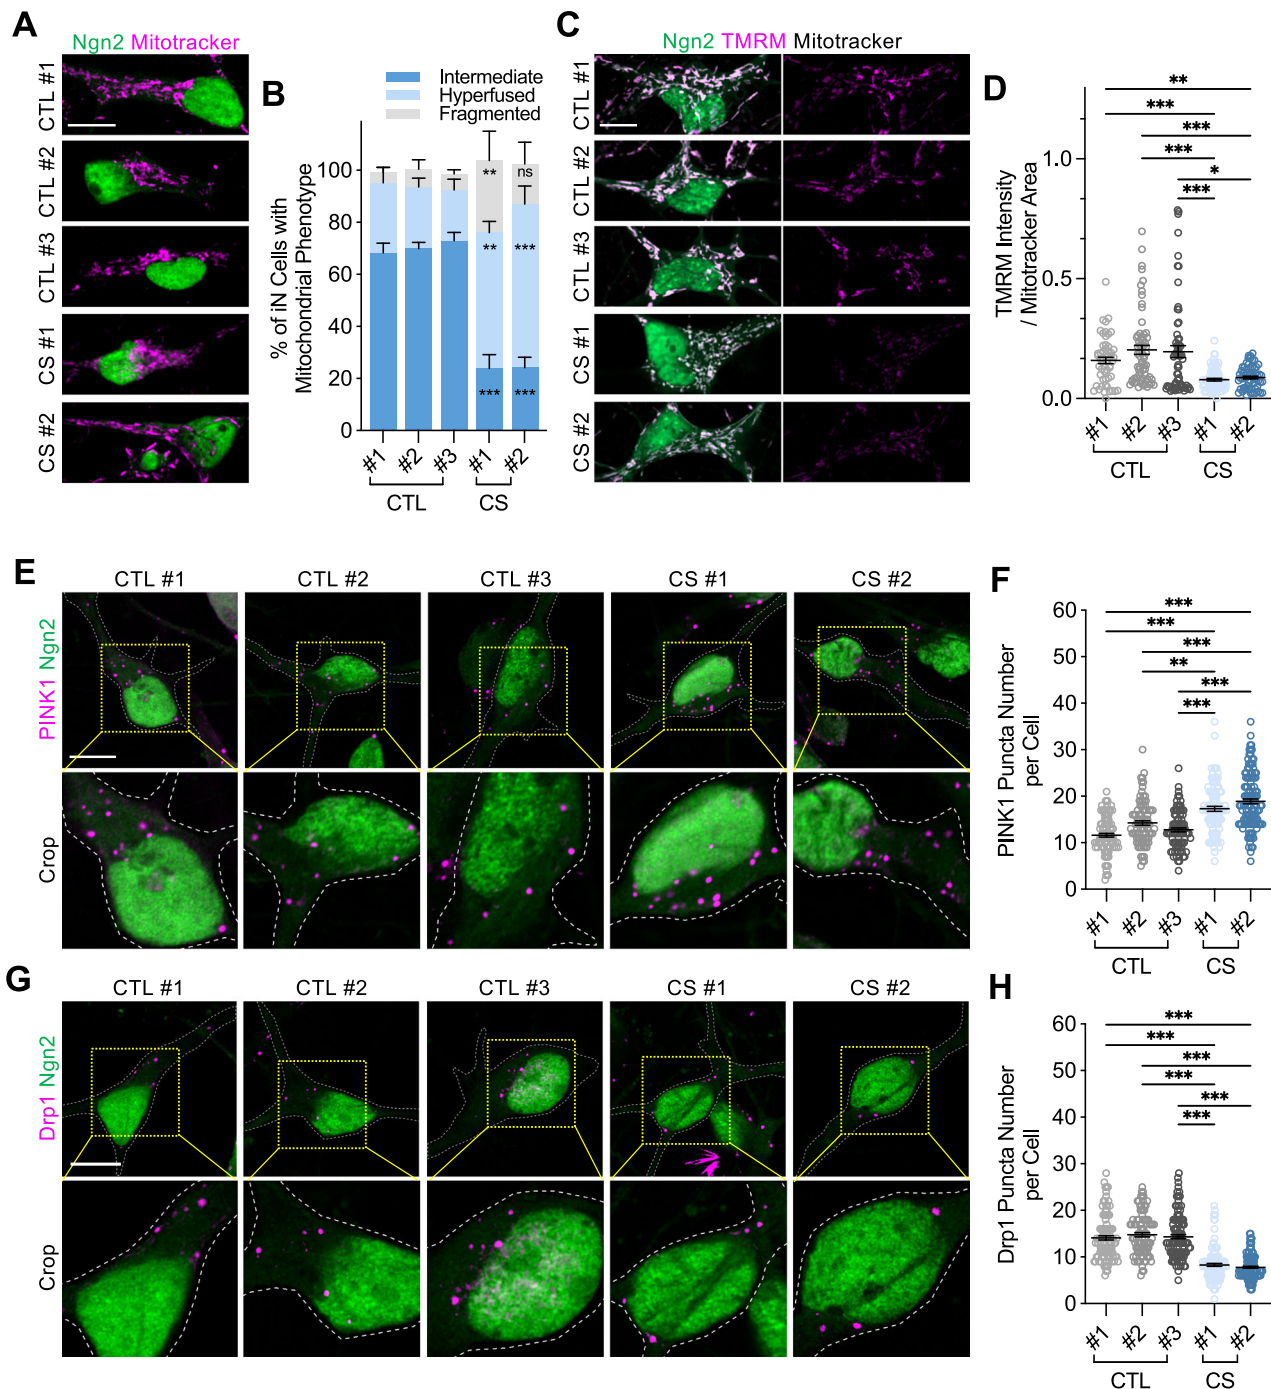 A
Ngn2 Mitotracker
CTL #1
CTL #2
CTL #3
CS #1
CS #2
B
Intermediate
Hyperfused
Fragmented
% of iN Cells with
Mitochondrial Phenotype
100
80
60
40
20
0
**
ns
**
***
***
***
#1
#2
#3
#1
#2
CTL
CS
C
Ngn2 TMRM Mitotracker
CTL #1
CTL #2
CTL #3
CS #1
CS #2
D
TMRM Intensity
/ Mitotracker Area
1.0
0.5
0.0
**
***
***
***
*
***
#1
#2
#3
#1
#2
CTL
CS
E
CTL #1
CTL #2
CTL #3
CS #1
CS #2
PINK1 Ngn2
Crop
F
PINK1 Puncta Number
per Cell
60
50
40
30
20
10
0
***
***
***
**
***
***
#1
#2
#3
#1
#2
CTL
CS
G
CTL #1
CTL #2
CTL #3
CS #1
CS #2
Drp1 Ngn2
Crop
H
Drp1 Puncta Number
per Cell
60
50
40
30
20
10
0
***
***
***
***
***
***
#1
#2
#3
#1
#2
CTL
CS